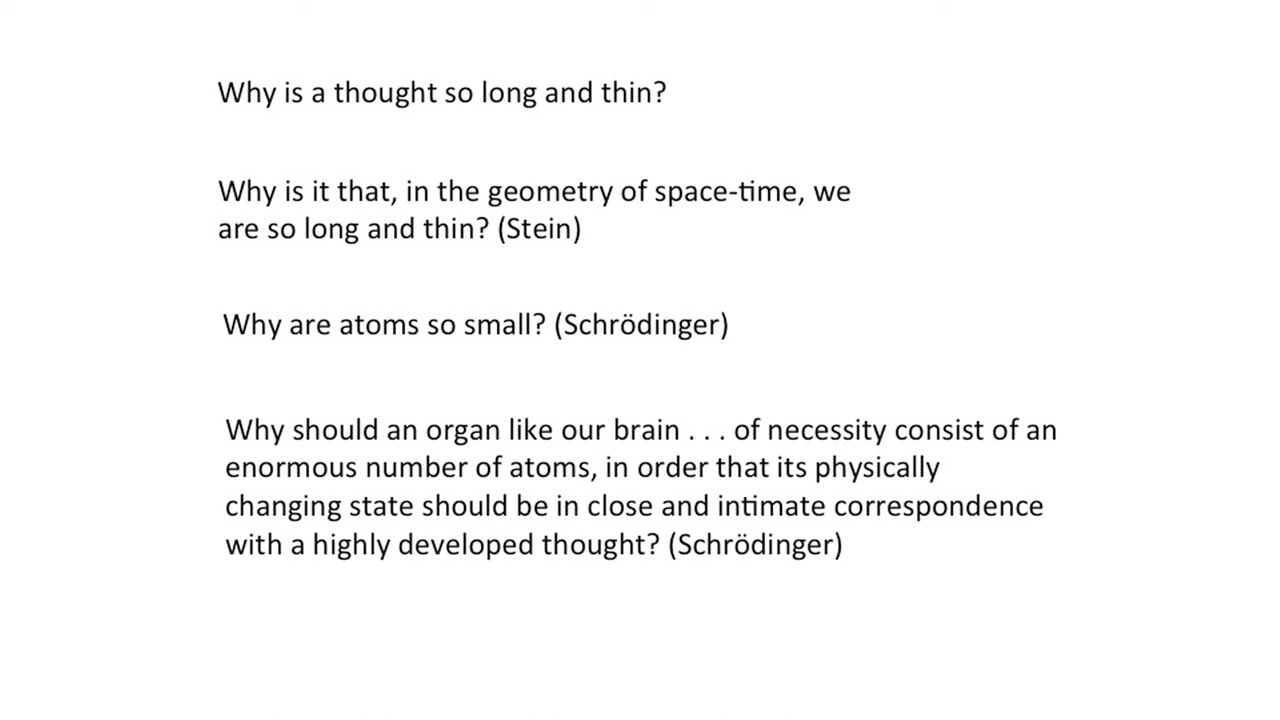 Why is a thought so long and thin?
Why is it that, in the geometry of space-time, we
are so long and thin? (Stein)
Why are atoms so small? (Schrödinger)
Why should an organ like our brain . . . of necessity consist of an
enormous number of atoms, in order that its physically
changing state should be in close and intimate correspondence
with a highly developed thought? (Schrödinger)